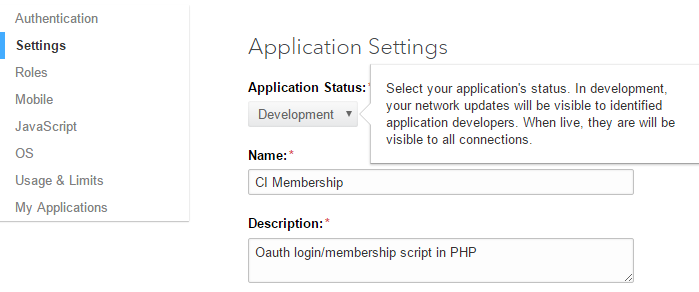 Authentication
Settings
Roles
Mobile
JavaScript
OS
Usage & Limits
My Applications
Application Settings
Application Status:*
Development
Select your application's status. In development,
your network updates will be visible to identified
application developers. When live, they are will be
visible to all connections.
Name:*
CI Membership
Description:*
Oauth login/membership script in PHP